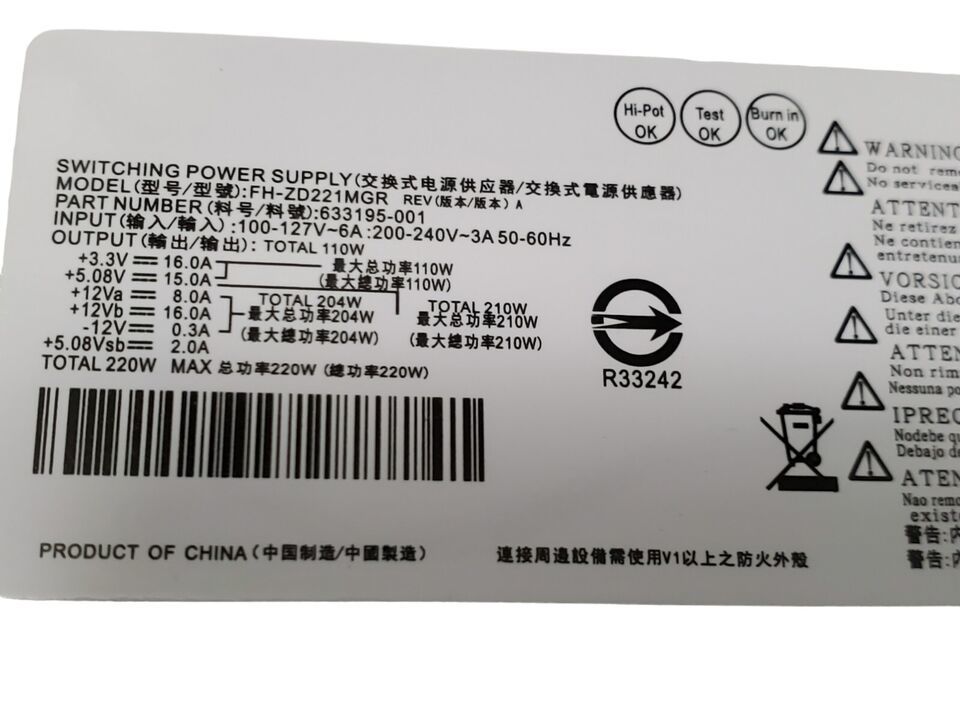 Hi-Pot OK
Test OK
Burn in OK
SWITCHING POWER SUPPLY(交换式电源供应器/交換式電源供應器)
MODEL(型号/型號):FH-ZD221MGR REV(版本/版本) A
PART NUMBER(料号/料號):633195-001
INPUT(输入/輸入):100-127V~6A:200-240V~3A 50-60Hz
OUTPUT(輸出/输出): TOTAL 110W
+3.3V 16.0A 最大总功率110W
+5.08V 15.0A (最大總功率110W)
+12Va 8.0A TOTAL 204W TOTAL 210W
+12Vb 16.0A 最大总功率204W 最大总功率210W
-12V 0.3A (最大總功率204W) (最大總功率210W)
+5.08Vsb 2.0A
TOTAL 220W MAX 总功率220W (總功率220W)
R33242
PRODUCT OF CHINA (中国制造/中國製造)
連接周邊設備需使用V1以上之防火外殼
WARNING
Do not rem
No services
ATTENT
Ne retirez
Ne contien
entretenus
VORSIC
Diese Abd
Unter die
die einer
ATTEN
Non rim
Nessuna po
IPREC
Nodebe qu
Debajo de
ATEN
Nao remo
existe
警告:内
警告:内